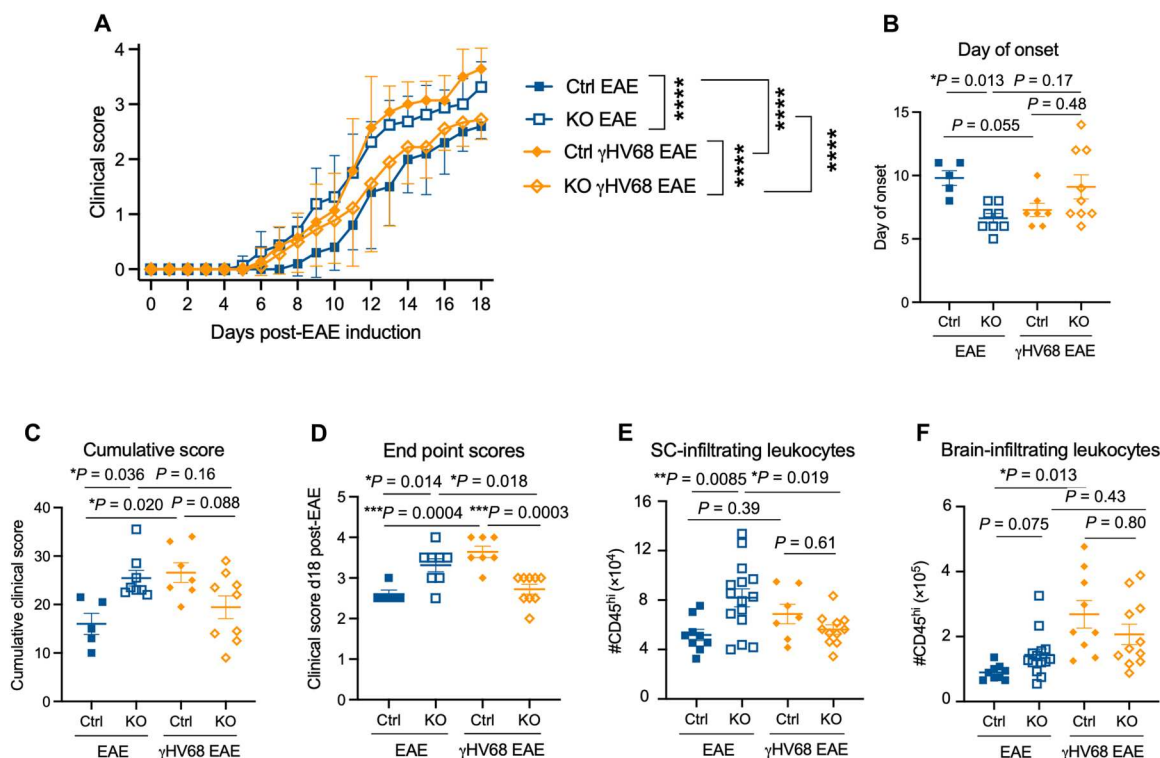 A
Clinical score
4
3
2
1
0
0 2 4 6 8 10 12 14 16 18
Days post-EAE induction
Ctrl EAE
KO EAE
Ctrl γHV68 EAE
KO γHV68 EAE
****
****
****
****
B
Day of onset
*P = 0.013 P = 0.17
P = 0.48
P = 0.055
Day of onset
15
10
5
0
Ctrl KO Ctrl KO
EAE γHV68 EAE
C
Cumulative score
*P = 0.036 P = 0.16
*P = 0.020 P = 0.088
Cumulative clinical score
40
30
20
10
0
Ctrl KO Ctrl KO
EAE γHV68 EAE
D
End point scores
*P = 0.014 *P = 0.018
***P = 0.0004 ***P = 0.0003
Clinical score d18 post-EAE
5
4
3
2
1
0
Ctrl KO Ctrl KO
EAE γHV68 EAE
E
SC-infiltrating leukocytes
**P = 0.0085 *P = 0.019
P = 0.39
P = 0.61
#CD45hi (×10⁴)
16
12
8
4
0
Ctrl KO Ctrl KO
EAE γHV68 EAE
F
Brain-infiltrating leukocytes
*P = 0.013
P = 0.43
P = 0.075 P = 0.80
#CD45hi (×10⁵)
6
4
2
0
Ctrl KO Ctrl KO
EAE γHV68 EAE